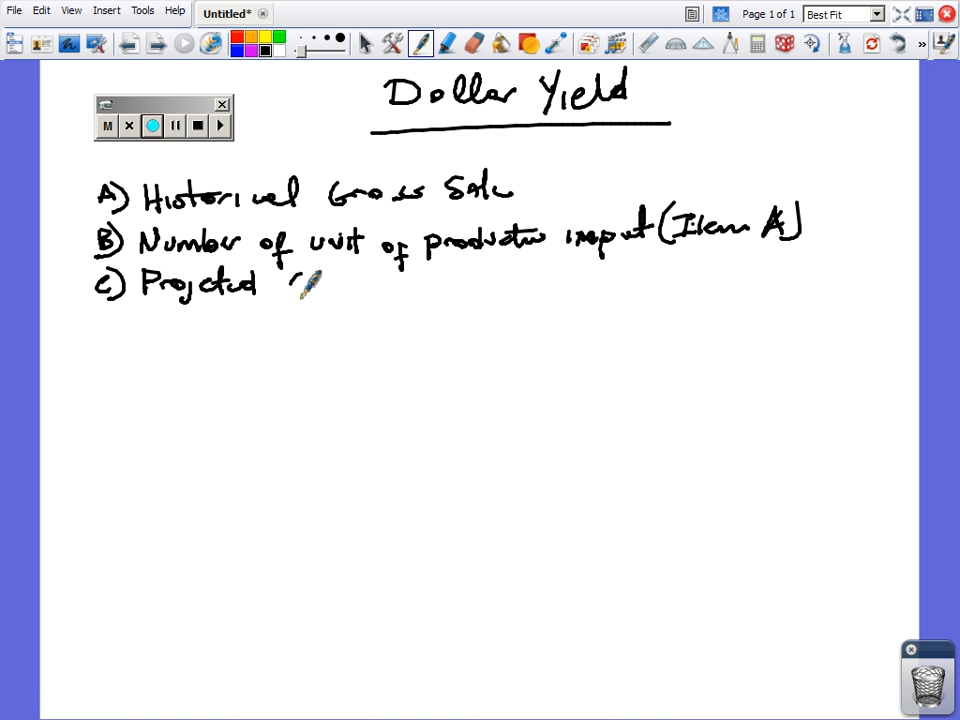 File Edit View Insert Tools Help Untitled* Page 1 of 1 Best Fit
»
M
Dollar Yield
A) Historical Gross Sale
B) Number of unit of productive input (Item A)
C) Projected